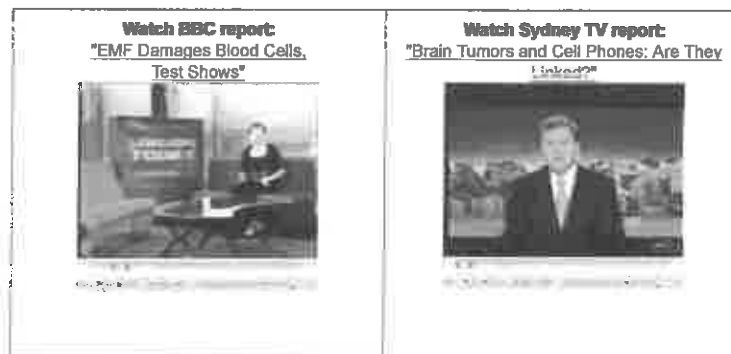 Watch BBC report:
"EMF Damages Blood Cells,
Test Shows"
Watch Sydney TV report:
"Brain Tumors and Cell Phones: Are They
Linked?"